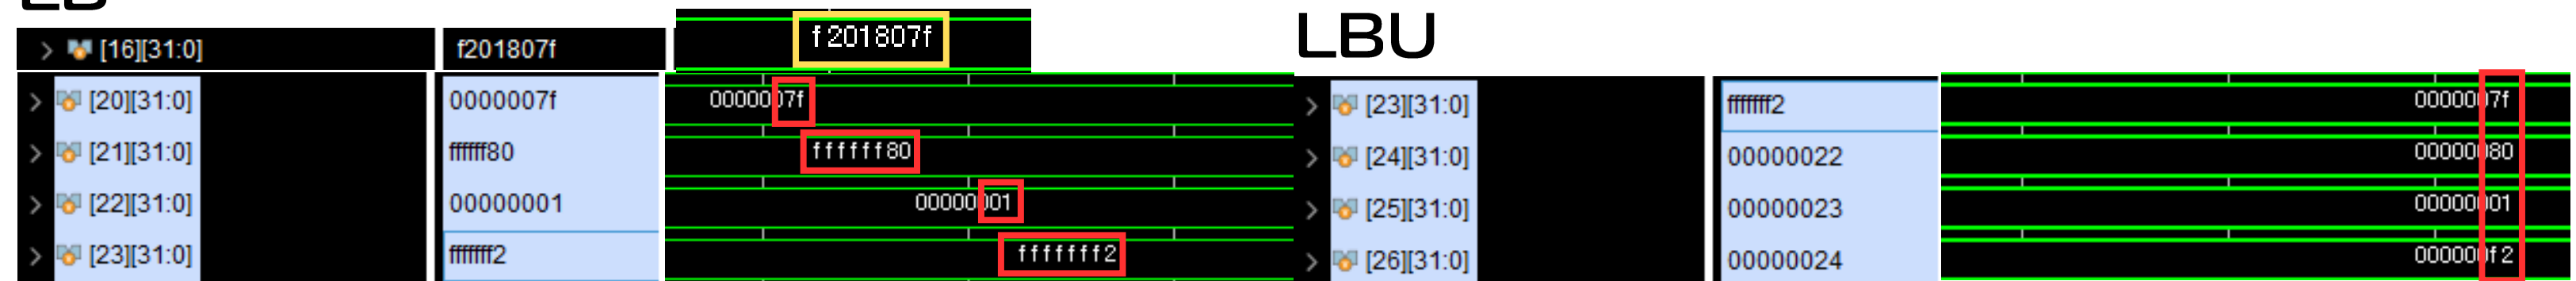 LB
[16][31:0] f201807f f201807f
[20][31:0] 0000007f 0000007f
[21][31:0] ffffff80 ffffff80
[22][31:0] 00000001 00000001
[23][31:0] fffffff2 fffffff2
LBU
[23][31:0] fffffff2 0000007f
[24][31:0] 00000022 00000080
[25][31:0] 00000023 00000001
[26][31:0] 00000024 000000f2